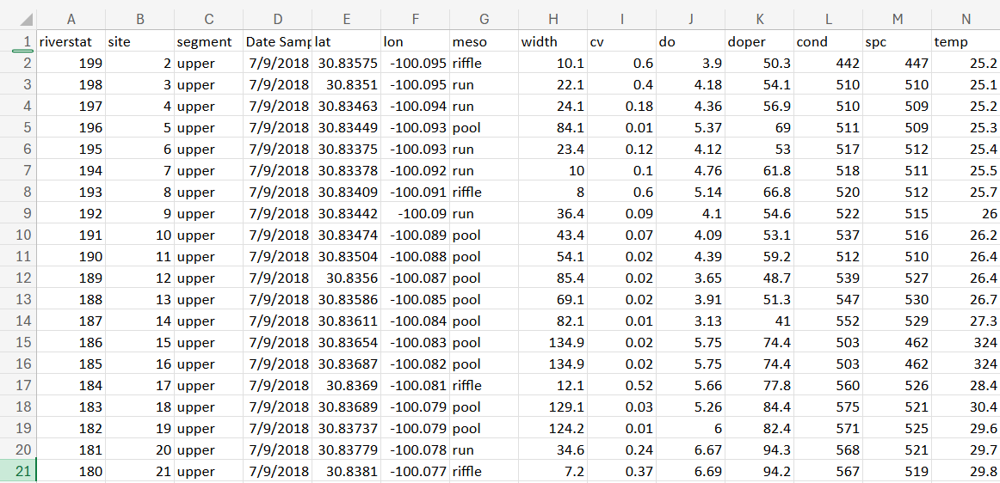 A B C D E F G H I J K L M N
1 riverstat site segment Date Samp lat lon meso width cv do doper cond spc temp
2 199 2 upper 7/9/2018 30.83575 -100.095 riffle 10.1 0.6 3.9 50.3 442 447 25.2
3 198 3 upper 7/9/2018 30.8351 -100.095 run 22.1 0.4 4.18 54.1 510 510 25.1
4 197 4 upper 7/9/2018 30.83463 -100.094 run 24.1 0.18 4.36 56.9 510 509 25.2
5 196 5 upper 7/9/2018 30.83449 -100.093 pool 84.1 0.01 5.37 69 511 509 25.3
6 195 6 upper 7/9/2018 30.83375 -100.093 run 23.4 0.12 4.12 53 517 512 25.4
7 194 7 upper 7/9/2018 30.83378 -100.092 run 10 0.1 4.76 61.8 518 511 25.5
8 193 8 upper 7/9/2018 30.83409 -100.091 riffle 8 0.6 5.14 66.8 520 512 25.7
9 192 9 upper 7/9/2018 30.83442 -100.09 run 36.4 0.09 4.1 54.6 522 515 26
10 191 10 upper 7/9/2018 30.83474 -100.089 pool 43.4 0.07 4.09 53.1 537 516 26.2
11 190 11 upper 7/9/2018 30.83504 -100.088 pool 54.1 0.02 4.39 59.2 512 510 26.4
12 189 12 upper 7/9/2018 30.8356 -100.087 pool 85.4 0.02 3.65 48.7 539 527 26.4
13 188 13 upper 7/9/2018 30.83586 -100.085 pool 69.1 0.02 3.91 51.3 547 530 26.7
14 187 14 upper 7/9/2018 30.83611 -100.084 pool 82.1 0.01 3.13 41 552 529 27.3
15 186 15 upper 7/9/2018 30.83654 -100.083 pool 134.9 0.02 5.75 74.4 503 462 324
16 185 16 upper 7/9/2018 30.83687 -100.082 pool 134.9 0.02 5.75 74.4 503 462 324
17 184 17 upper 7/9/2018 30.8369 -100.081 riffle 12.1 0.52 5.66 77.8 560 526 28.4
18 183 18 upper 7/9/2018 30.83689 -100.079 pool 129.1 0.03 5.26 84.4 575 521 30.4
19 182 19 upper 7/9/2018 30.83737 -100.079 pool 124.2 0.01 6 82.4 571 525 29.6
20 181 20 upper 7/9/2018 30.83779 -100.078 run 34.6 0.24 6.67 94.3 568 521 29.7
21 180 21 upper 7/9/2018 30.8381 -100.077 riffle 7.2 0.37 6.69 94.2 567 519 29.8